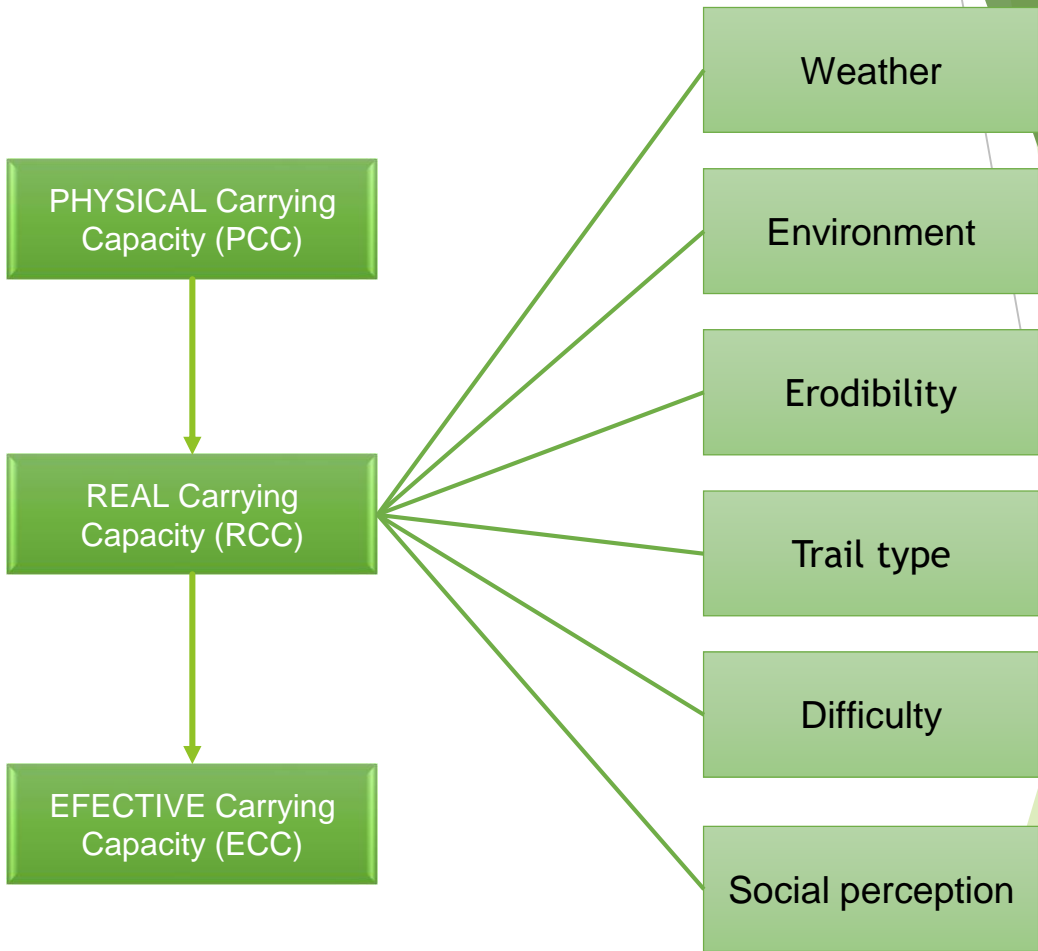 PHYSICAL Carrying
Capacity (PCC)
REAL Carrying
Capacity (RCC)
EFECTIVE Carrying
Capacity (ECC)
Weather
Environment
Erodibility
Trail type
Difficulty
Social perception